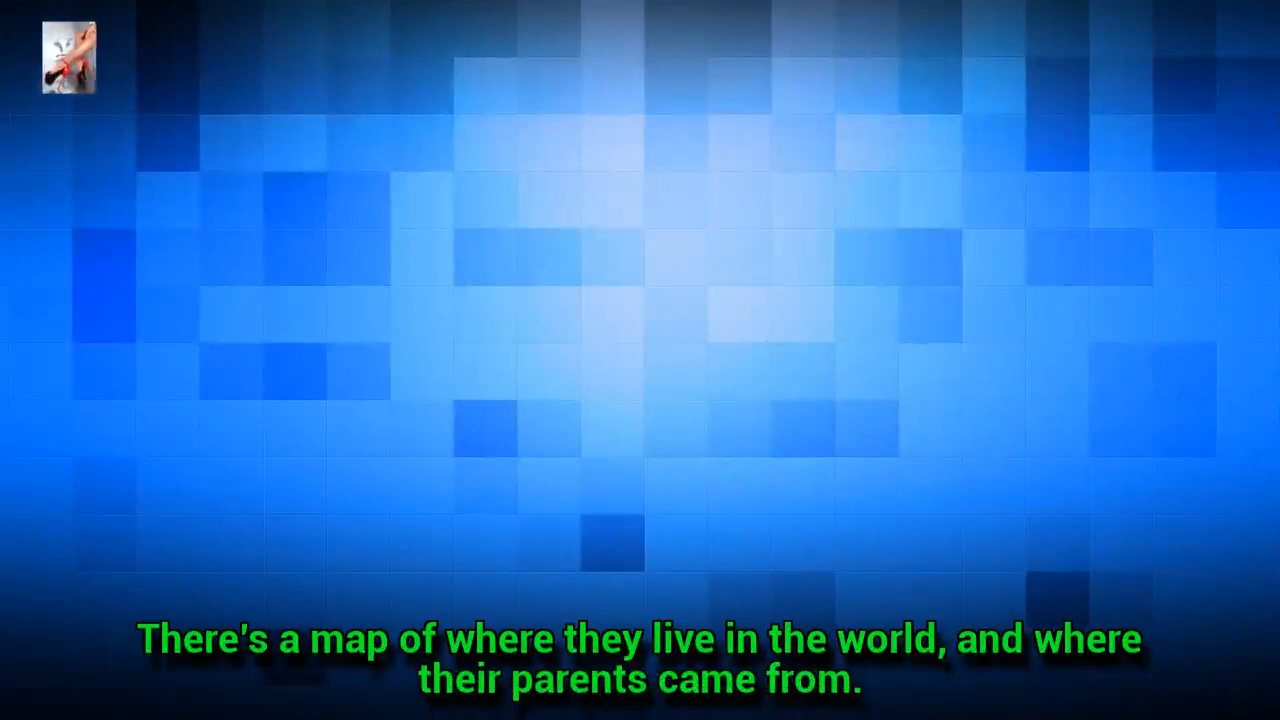 There's a map of where they live in the world, and where
their parents came from.